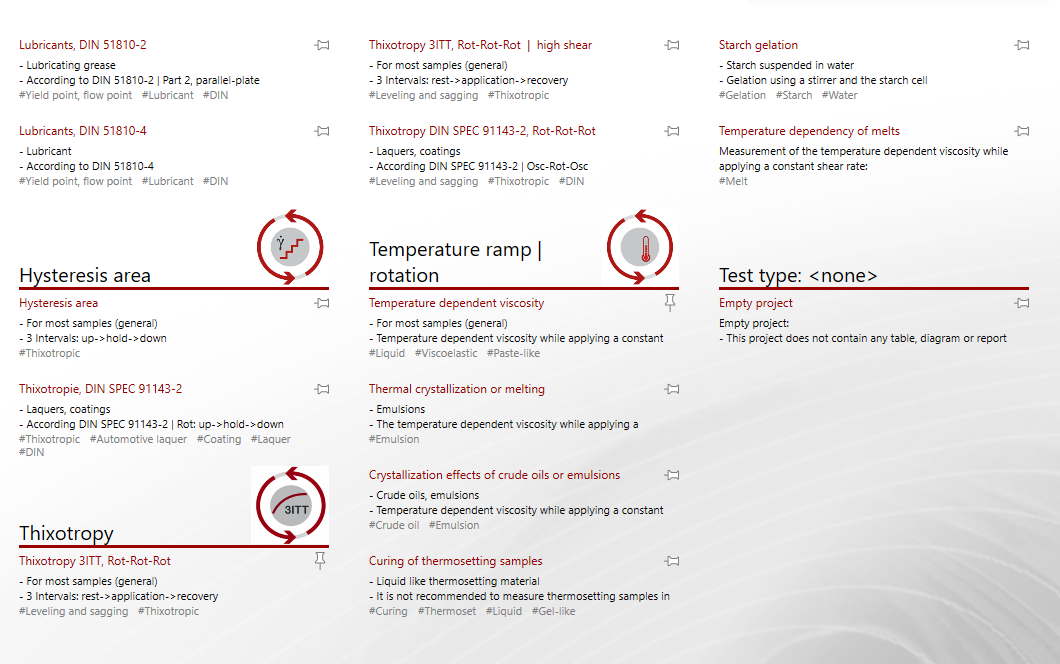 Lubricants, DIN 51810-2
- Lubricating grease
- According to DIN 51810-2 | Part 2, parallel-plate
#Yield point, flow point #Lubricant #DIN
Lubricants, DIN 51810-4
- Lubricant
- According to DIN 51810-4
#Yield point, flow point #Lubricant #DIN
γ̇
Hysteresis area
Hysteresis area
- For most samples (general)
- 3 Intervals: up->hold->down
#Thixotropic
Thixotropie, DIN SPEC 91143-2
- Laquers, coatings
- According DIN SPEC 91143-2 | Rot: up->hold->down
#Thixotropic #Automotive laquer #Coating #Laquer
#DIN
3ITT
Thixotropy
Thixotropy 3ITT, Rot-Rot-Rot
- For most samples (general)
- 3 Intervals: rest->application->recovery
#Leveling and sagging #Thixotropic
Thixotropy 3ITT, Rot-Rot-Rot | high shear
- For most samples (general)
- 3 Intervals: rest->application->recovery
#Leveling and sagging #Thixotropic
Thixotropy DIN SPEC 91143-2, Rot-Rot-Rot
- Laquers, coatings
- According DIN SPEC 91143-2 | Osc-Rot-Osc
#Leveling and sagging #Thixotropic #DIN
Temperature ramp |
rotation
Temperature dependent viscosity
- For most samples (general)
- Temperature dependent viscosity while applying a constant
#Liquid #Viscoelastic #Paste-like
Thermal crystallization or melting
- Emulsions
- The temperature dependent viscosity while applying a
#Emulsion
Crystallization effects of crude oils or emulsions
- Crude oils, emulsions
- Temperature dependent viscosity while applying a constant
#Crude oil #Emulsion
Curing of thermosetting samples
- Liquid like thermosetting material
- It is not recommended to measure thermosetting samples in
#Curing #Thermoset #Liquid #Gel-like
Starch gelation
- Starch suspended in water
- Gelation using a stirrer and the starch cell
#Gelation #Starch #Water
Temperature dependency of melts
Measurement of the temperature dependent viscosity while
applying a constant shear rate:
#Melt
Test type: <none>
Empty project
Empty project:
- This project does not contain any table, diagram or report